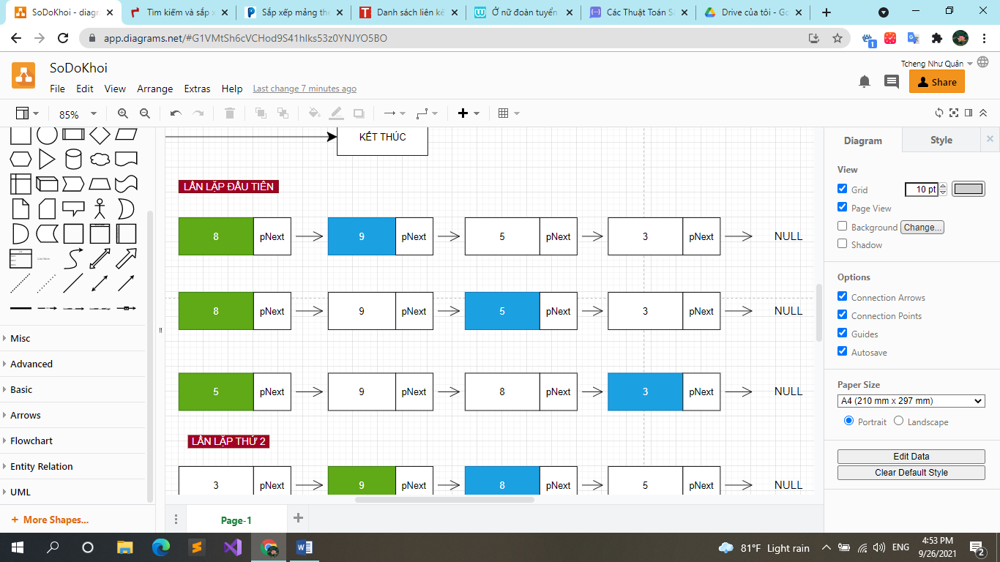 SoDoKhoi - diagr
Tìm kiếm và sắp x
Sắp xếp mảng the
Danh sách liên kế
Ở nữ đoàn tuyển
Các Thuật Toán S
Drive của tôi - Go
app.diagrams.net/#G1VMtSh6cVCHod9S41hIks53z0YNJYO5BO
1
SoDoKhoi
Tcheng Như Quân
File Edit View Arrange Extras Help Last change 7 minutes ago
Share
85%
KẾT THÚC
LẦN LẶP ĐẦU TIÊN
8 pNext 9 pNext 5 pNext 3 pNext NULL
8 pNext 9 pNext 5 pNext 3 pNext NULL
5 pNext 9 pNext 8 pNext 3 pNext NULL
LẦN LẶP THỨ 2
3 pNext 9 pNext 8 pNext 5 pNext NULL
Misc
Advanced
Basic
Arrows
Flowchart
Entity Relation
UML
+ More Shapes...
Page-1
Diagram Style
View
Grid 10 pt
Page View
Background Change...
Shadow
Options
Connection Arrows
Connection Points
Guides
Autosave
Paper Size
A4 (210 mm x 297 mm)
Portrait Landscape
Edit Data
Clear Default Style
81°F Light rain
ENG
4:53 PM
9/26/2021
2